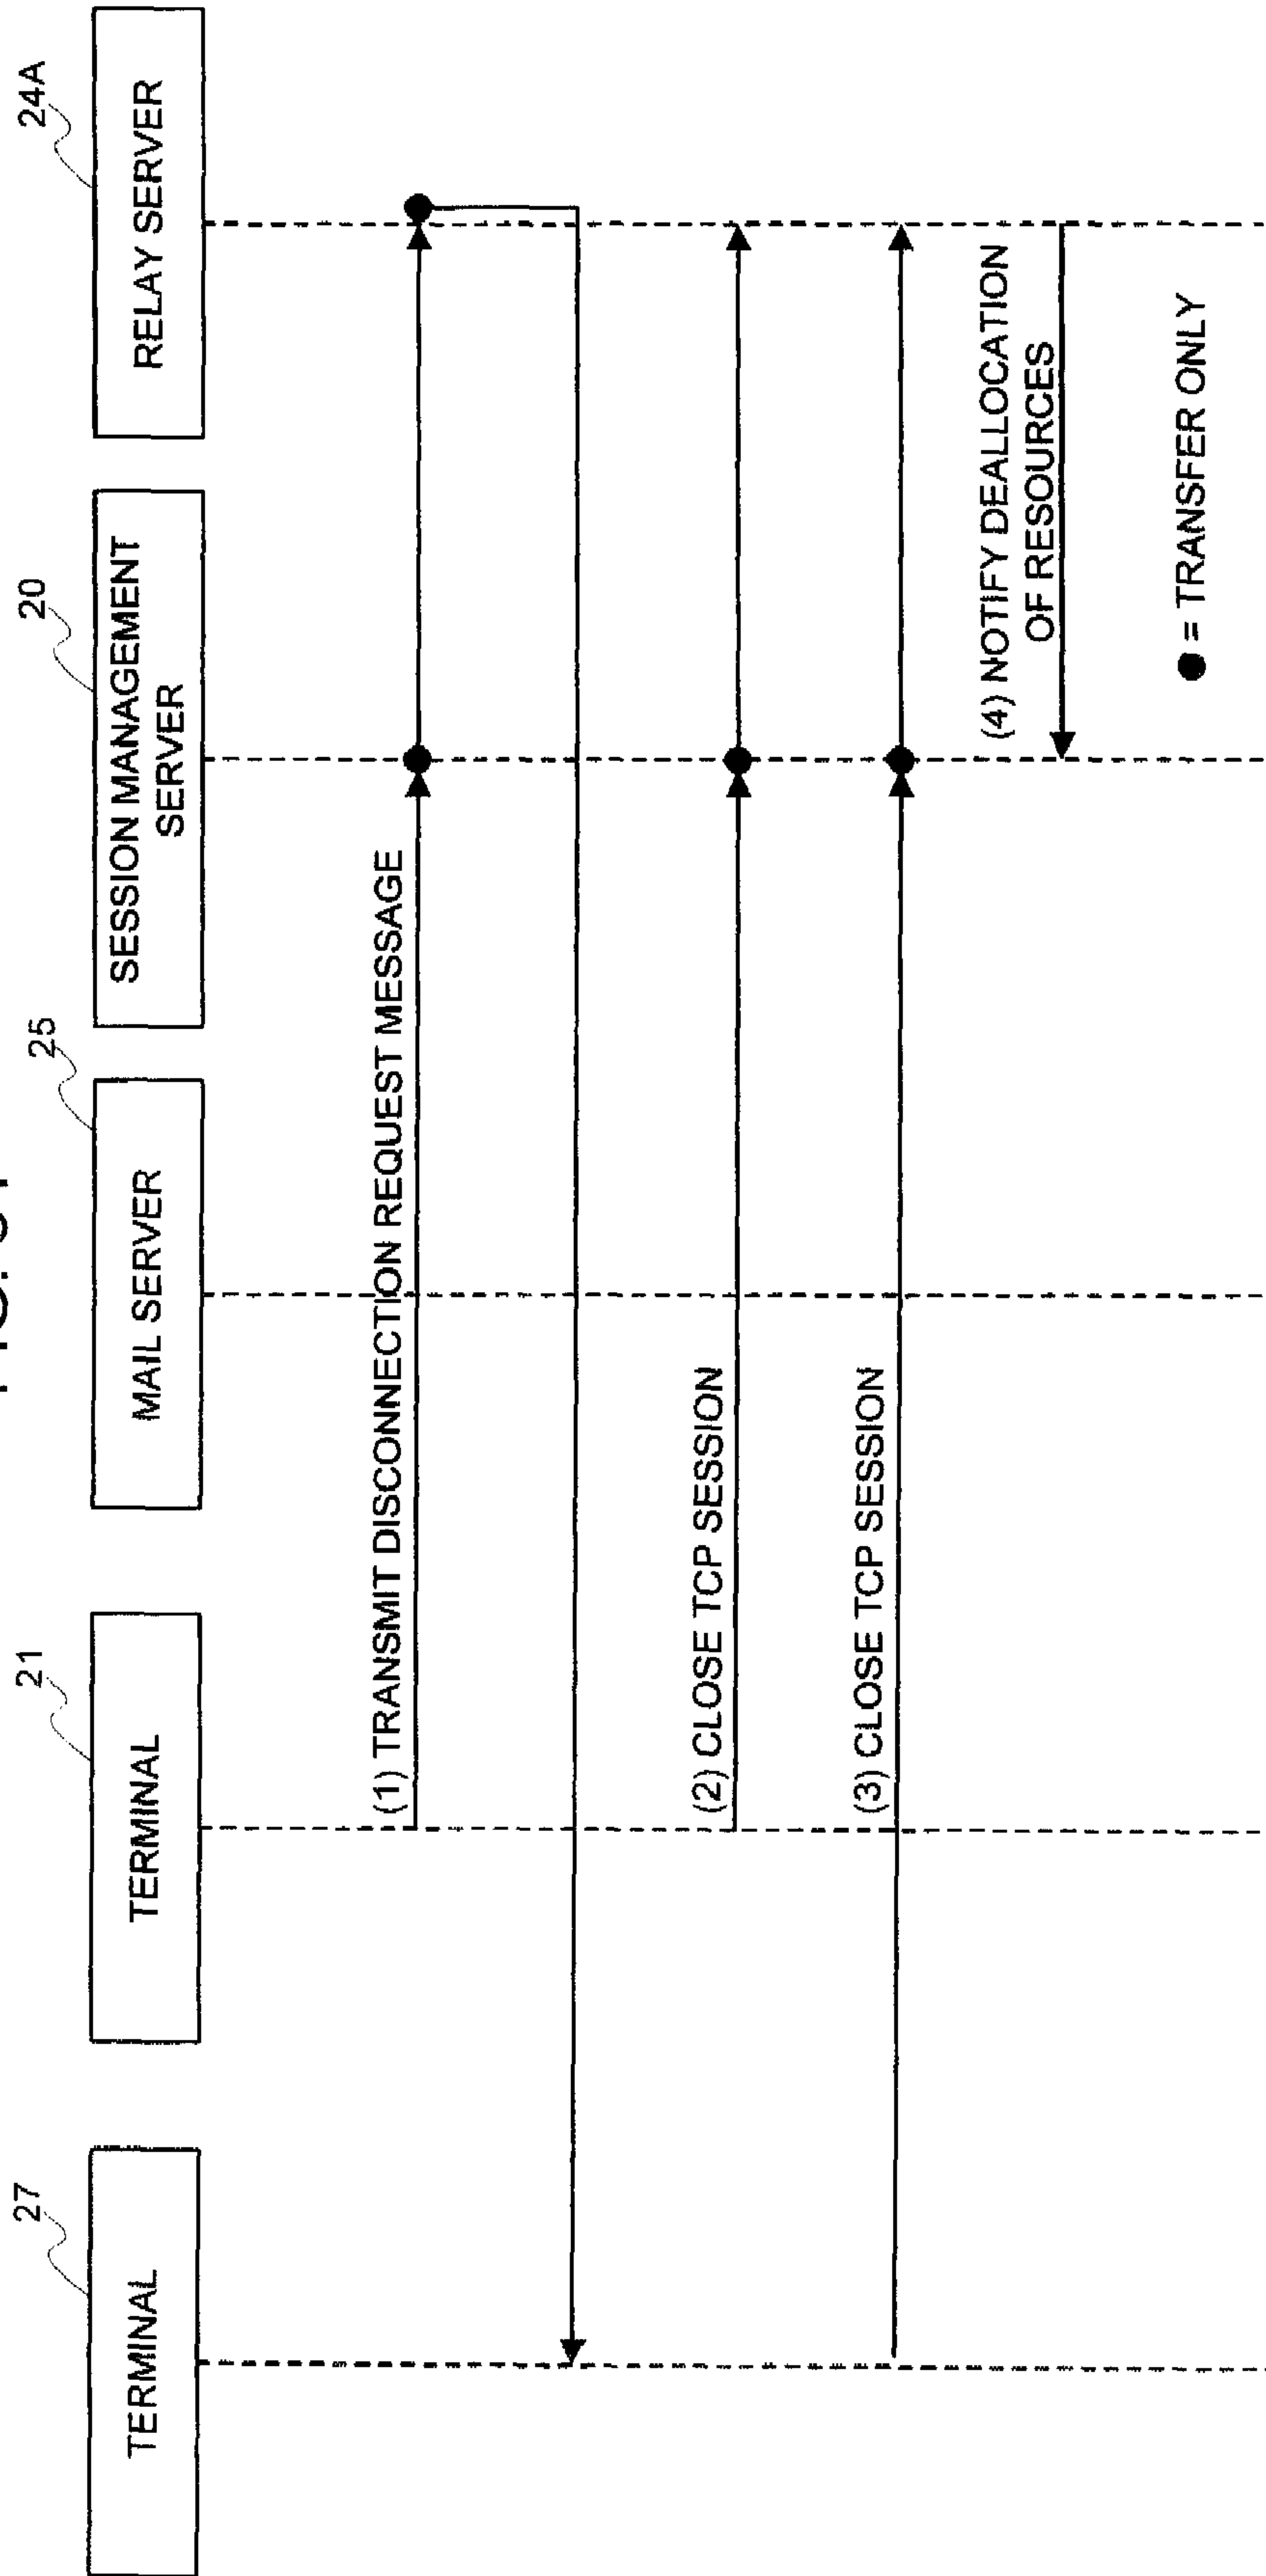 27
TERMINAL
21
TERMINAL
25
MAIL SERVER
20
SESSION MANAGEMENT
SERVER
24A
RELAY SERVER
(1) TRANSMIT DISCONNECTION REQUEST MESSAGE
(2) CLOSE TCP SESSION
(3) CLOSE TCP SESSION
(4) NOTIFY DEALLOCATION
OF RESOURCES
● = TRANSFER ONLY